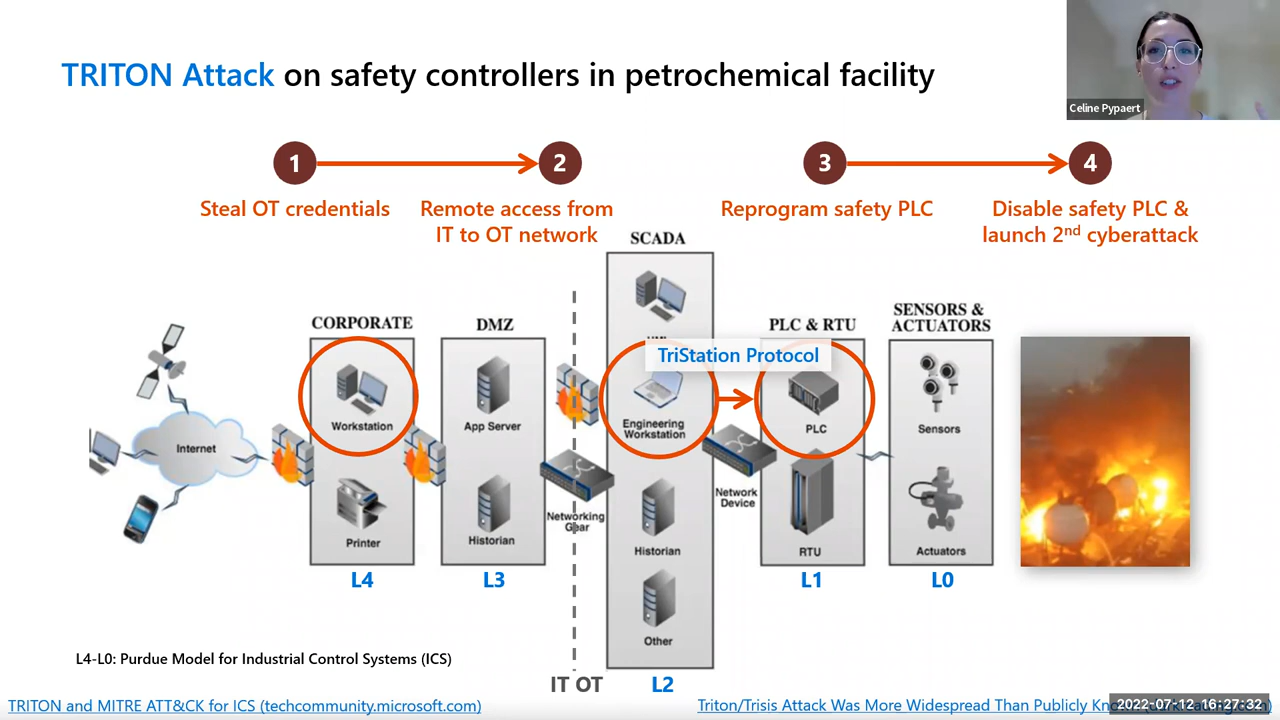 TRITON Attack on safety controllers in petrochemical facility
Celine Pypaert
1
2
3
4
Steal OT credentials
Remote access from
IT to OT network
Reprogram safety PLC
Disable safety PLC &
launch 2nd cyberattack
SCADA
CORPORATE
DMZ
PLC & RTU
SENSORS &
ACTUATORS
TriStation Protocol
Internet
Workstation
App Server
Engineering
Workstation
PLC
Sensors
Network
Device
Networking
Gear
Printer
Historian
Historian
RTU
Actuators
L4
L3
L1
L0
Other
L4-L0: Purdue Model for Industrial Control Systems (ICS)
IT OT
L2
TRITON and MITRE ATT&CK for ICS (techcommunity.microsoft.com)
Triton/Trisis Attack Was More Widespread Than Publicly
2022-07-12 16:27:32